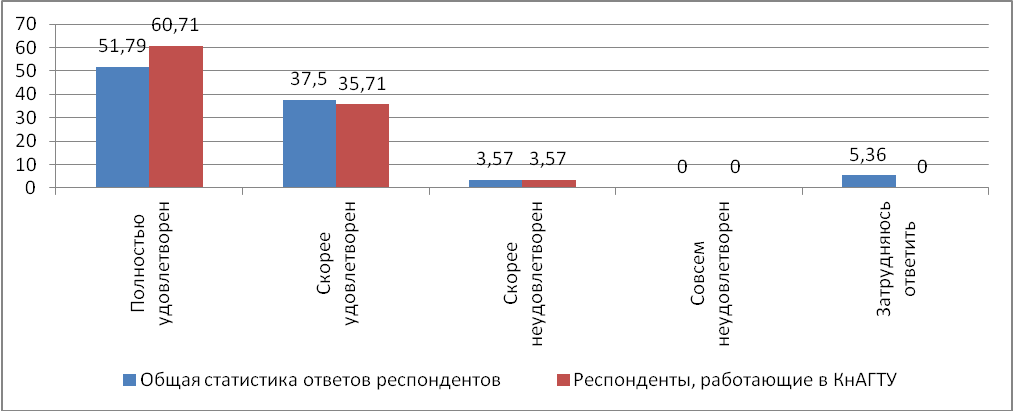 70
60
50
40
30
20
10
0
51,79
60,71
37,5
35,71
3,57
3,57
0
0
5,36
0
Полностью
удовлетворен
Скорее
удовлетворен
Скорее
неудовлетворен
Совсем
неудовлетворен
Затрудняюсь
ответить
Общая статистика ответов респондентов
Респонденты, работающие в КнАГТУ